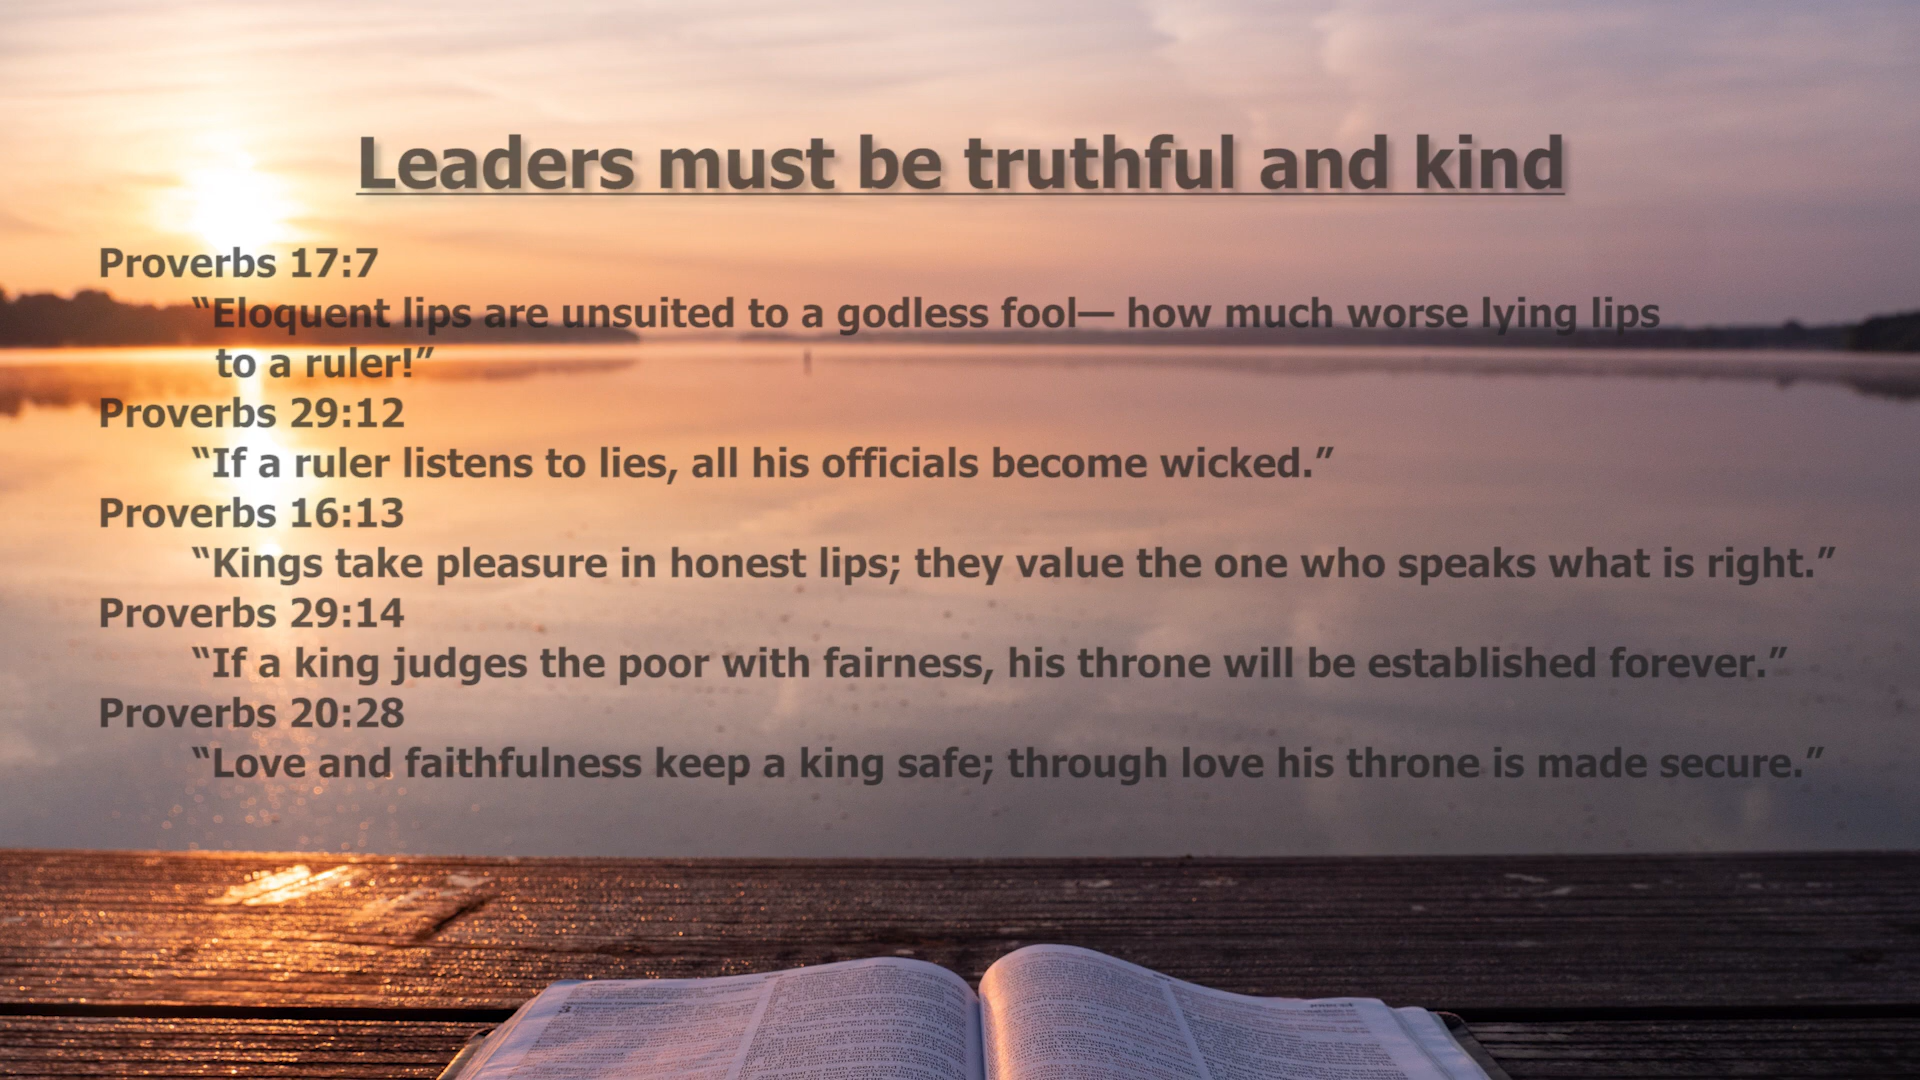 Leaders must be truthful and kind
Proverbs 17:7
“Eloquent lips are unsuited to a godless fool— how much worse lying lips
to a ruler!”
Proverbs 29:12
“If a ruler listens to lies, all his officials become wicked.”
Proverbs 16:13
“Kings take pleasure in honest lips; they value the one who speaks what is right.”
Proverbs 29:14
“If a king judges the poor with fairness, his throne will be established forever.”
Proverbs 20:28
“Love and faithfulness keep a king safe; through love his throne is made secure.”